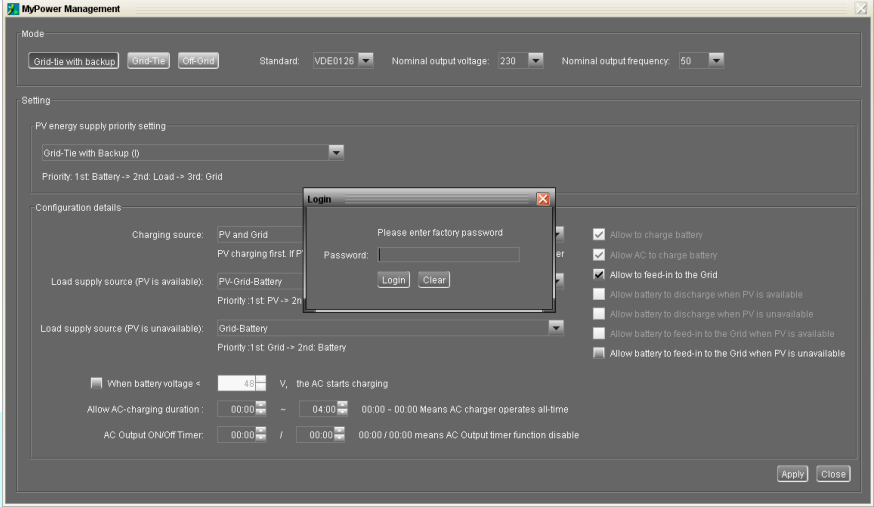 MyPower Management
Mode
Grid-tie with backup Grid-Tie Off-Grid Standard: VDE0126 Nominal output voltage: 230 Nominal output frequency: 50
Setting
PV energy supply priority setting
Grid-Tie with Backup (I)
Priority: 1st: Battery -> 2nd: Load -> 3rd: Grid
Login
Configuration details
Please enter factory password
Charging source: PV and Grid Allow to charge battery
PV charging first. If P er Allow AC to charge battery
Password:
Allow to feed-in to the Grid
Load supply source (PV is available): PV-Grid-Battery Login Clear
Allow battery to discharge when PV is available
Priority :1st: PV -> 2n
Allow battery to discharge when PV is unavailable
Load supply source (PV is unavailable): Grid-Battery Allow battery to feed-in to the Grid when PV is available
Priority :1st: Grid -> 2nd: Battery Allow battery to feed-in to the Grid when PV is unavailable
When battery voltage < 48 V, the AC starts charging
Allow AC-charging duration : 00:00 ~ 04:00 00:00 - 00:00 Means AC charger operates all-time
AC Output ON/Off Timer: 00:00 / 00:00 00:00 / 00:00 means AC Output timer function disable
Apply Close